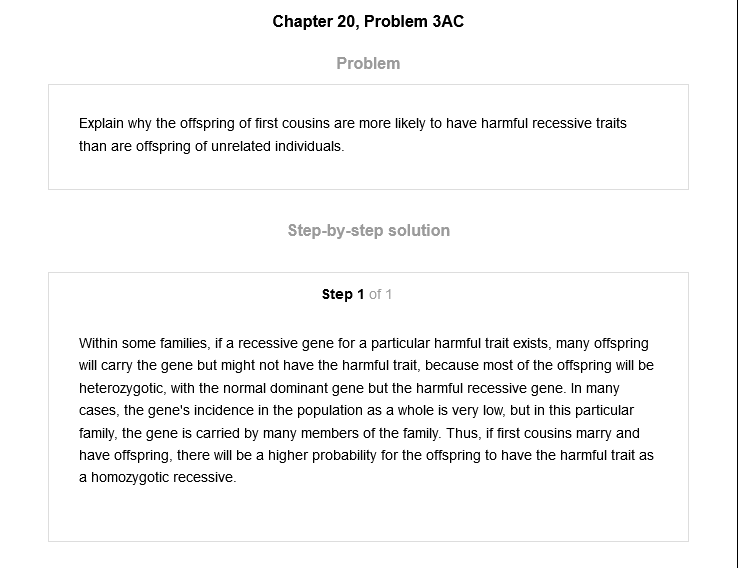 Chapter 20, Problem 3AC
Problem
Explain why the offspring of first cousins are more likely to have harmful recessive traits
than are offspring of unrelated individuals.
Step-by-step solution
Step 1 of 1
Within some families, if a recessive gene for a particular harmful trait exists, many offspring
will carry the gene but might not have the harmful trait, because most of the offspring will be
heterozygotic, with the normal dominant gene but the harmful recessive gene. In many
cases, the gene's incidence in the population as a whole is very low, but in this particular
family, the gene is carried by many members of the family. Thus, if first cousins marry and
have offspring, there will be a higher probability for the offspring to have the harmful trait as
a homozygotic recessive.